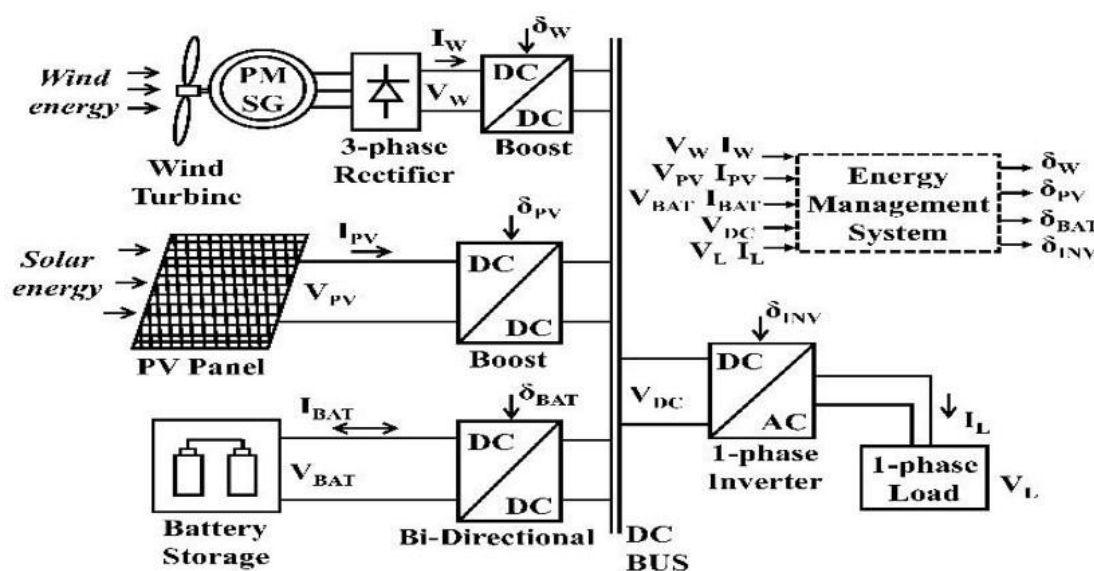 Wind
energy
PM
SG
Wind
Turbine
3-phase
Rectifier
I_W
V_W
δ_W
DC
DC
Boost
Solar
energy
PV Panel
I_PV
V_PV
δ_PV
DC
DC
Boost
Battery
Storage
I_BAT
V_BAT
δ_BAT
DC
DC
Bi-Directional
DC
BUS
V_DC
δ_INV
DC
AC
1-phase
Inverter
I_L
1-phase
Load
V_L
V_W I_W
V_PV I_PV
V_BAT I_BAT
V_DC
V_L I_L
Energy
Management
System
δ_W
δ_PV
δ_BAT
δ_INV